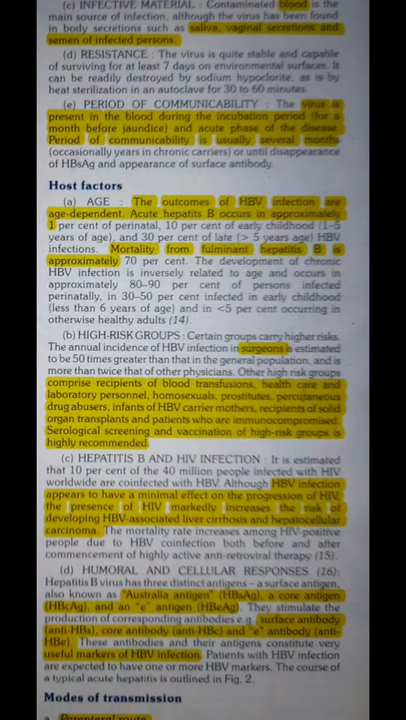 (c) INFECTIVE MATERIAL : Contaminated blood is the
main source of infection, although the virus has been found
in body secretions such as saliva, vaginal secretions and
semen of infected persons.
(d) RESISTANCE : The virus is quite stable and capable
of surviving for at least 7 days on environmental surfaces. It
can be readily destroyed by sodium hypoclorite, as is by
heat sterilization in an autoclave for 30 to 60 minutes.
(e) PERIOD OF COMMUNICABILITY : The virus is
present in the blood during the incubation period (for a
month before jaundice) and acute phase of the disease.
Period of communicability is usually several months
(occasionally years in chronic carriers) or until disappearance
of HBsAg and appearance of surface antibody.
Host factors
(a) AGE : The outcomes of HBV infection are
age-dependent. Acute hepatits B occurs in approximately
1 per cent of perinatal, 10 per cent of early childhood (1–5
years of age), and 30 per cent of late (> 5 years age) HBV
infections. Mortality from fulminant hepatitis B is
approximately 70 per cent. The development of chronic
HBV infection is inversely related to age and occurs in
approximately 80–90 per cent of persons infected
perinatally, in 30–50 per cent infected in early childhood
(less than 6 years of age) and in <5 per cent occurring in
otherwise healthy adults (14).
(b) HIGH-RISK GROUPS : Certain groups carry higher risks.
The annual incidence of HBV infection in surgeons is estimated
to be 50 times greater than that in the general population, and is
more than twice that of other physicians. Other high risk groups
comprise recipients of blood transfusions, health care and
laboratory personnel, homosexuals, prostitutes, percutaneous
drug abusers, infants of HBV carrier mothers, recipients of solid
organ transplants and patients who are immunocompromised.
Serological screening and vaccination of high-risk groups is
highly recommended.
(c) HEPATITIS B AND HIV INFECTION : It is estimated
that 10 per cent of the 40 million people infected with HIV
worldwide are coinfected with HBV. Although HBV infection
appears to have a minimal effect on the progression of HIV,
the presence of HIV markedly increases the risk of
developing HBV-associated liver cirrhosis and hepatocellular
carcinoma. The mortality rate increases among HIV-positive
people due to HBV coinfection both before and after
commencement of highly active anti-retroviral therapy (15).
(d) HUMORAL AND CELLULAR RESPONSES (16):
Hepatitis B virus has three distinct antigens – a surface antigen,
also known as "Australia antigen" (HBsAg), a core antigen
(HBcAg), and an "e" antigen (HBeAg). They stimulate the
production of corresponding antibodies e.g., surface antibody
(anti-HBs), core antibody (anti-HBc) and "e" antibody (anti-
HBe). These antibodies and their antigens constitute very
useful markers of HBV infection. Patients with HBV infection
are expected to have one or more HBV markers. The course of
a typical acute hepatitis is outlined in Fig. 2.
Modes of transmission
a. Parenteral route